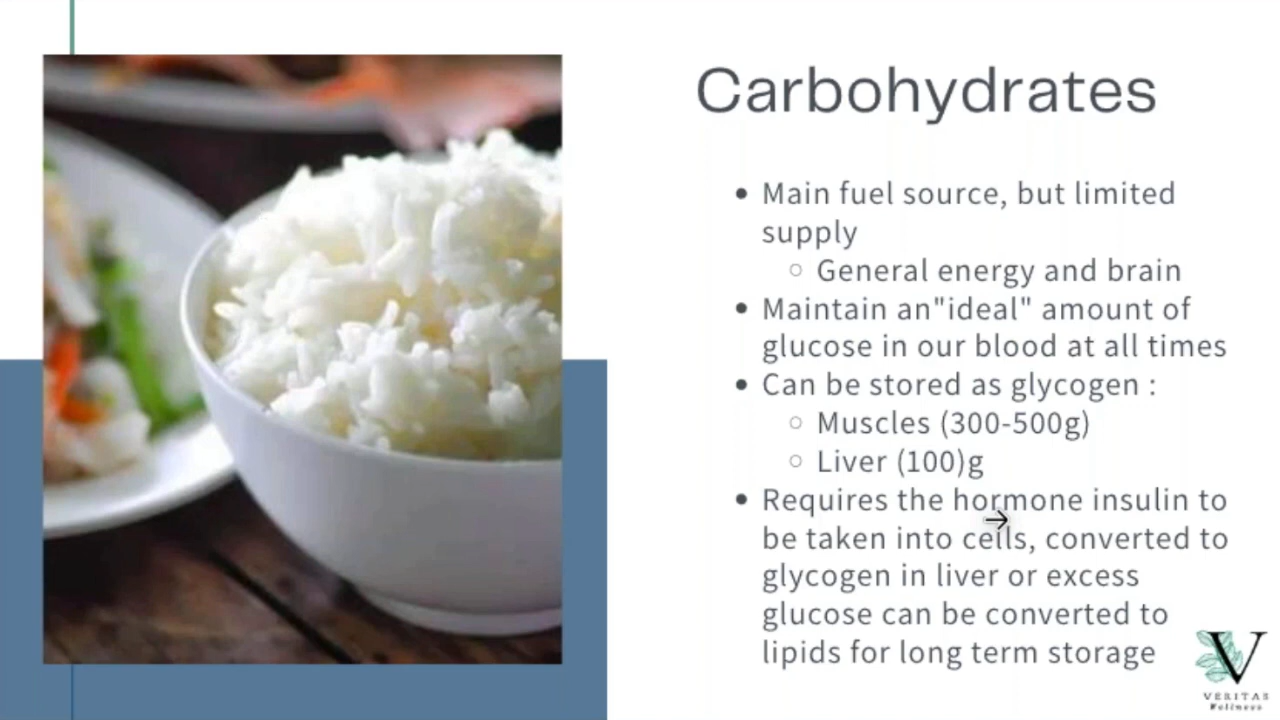 Carbohydrates
• Main fuel source, but limited
supply
○ General energy and brain
• Maintain an"ideal" amount of
glucose in our blood at all times
• Can be stored as glycogen :
○ Muscles (300-500g)
○ Liver (100)g
• Requires the hormone insulin to
be taken into cells, converted to
glycogen in liver or excess
glucose can be converted to
lipids for long term storage
V
VERITAS
Wellness